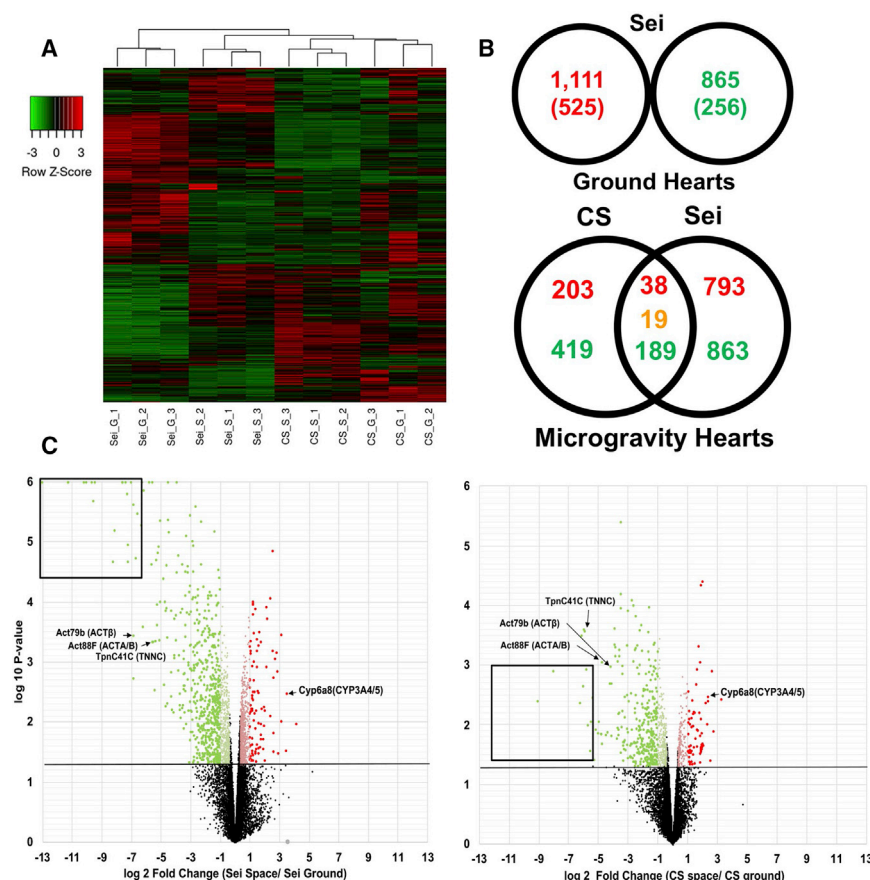 A
-3 3
Row Z-Score
Sei_G_1
Sei_G_2
Sei_G_3
Sei_S_2
Sei_S_1
Sei_S_3
CS_S_3
CS_S_1
CS_S_2
CS_G_3
CS_G_1
CS_G_2
B
Sei
1,111 865
(525) (256)
Ground Hearts
CS Sei
203 38 793
19
419 189 863
Microgravity Hearts
C
6
5
4
3
2
1
0
log 10 P-value
Act79b (ACTβ)
Act88F (ACTA/B)
TpnC41C (TNNC)
Cyp6a8(CYP3A4/5)
-13 -11 -9 -7 -5 -3 -1 1 3 5 7 9 11 13
log 2 Fold Change (Sei Space/ Sei Ground)
6
5
4
3
2
1
0
TpnC41C (TNNC)
Act79b (ACTβ)
Act88F (ACTA/B)
Cyp6a8(CYP3A4/5)
-13 -11 -9 -7 -5 -3 -1 1 3 5 7 9 11 13
log 2 Fold Change (CS space/ CS ground)